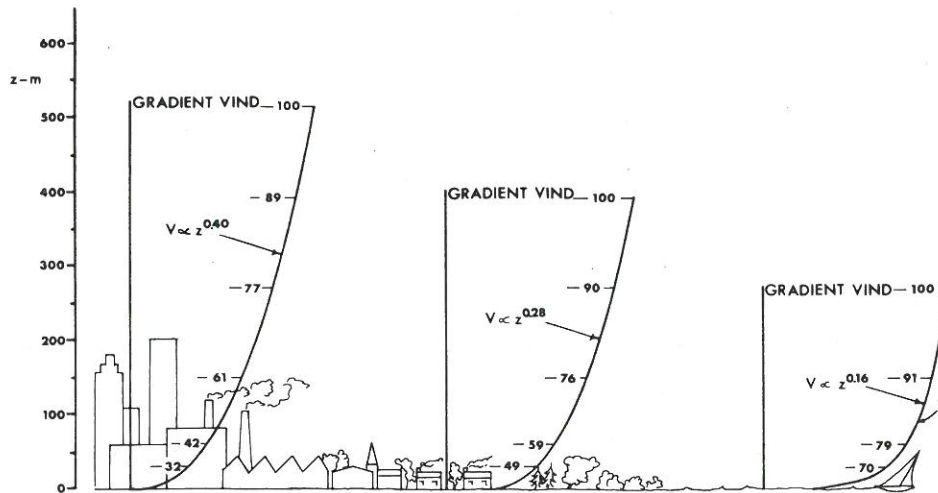 600
z-m
500
400
300
200
100
0
GRADIENT VIND — 100
— 89
V ∝ z^0.40
— 77
— 61
— 42
— 32
GRADIENT VIND — 100
— 90
V ∝ z^0.28
— 76
— 59
— 49
GRADIENT VIND — 100
— 91
V ∝ z^0.16
— 79
— 70